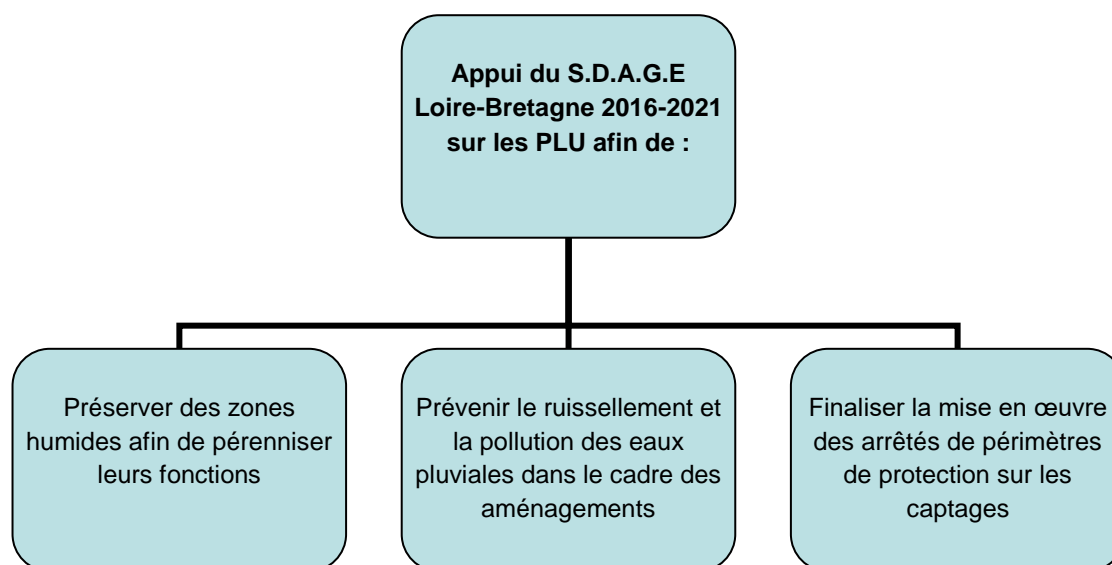 Appui du S.D.A.G.E
Loire-Bretagne 2016-2021
sur les PLU afin de :
Préserver des zones
humides afin de pérenniser
leurs fonctions
Prévenir le ruissellement et
la pollution des eaux
pluviales dans le cadre des
aménagements
Finaliser la mise en œuvre
des arrêtés de périmètres
de protection sur les
captages